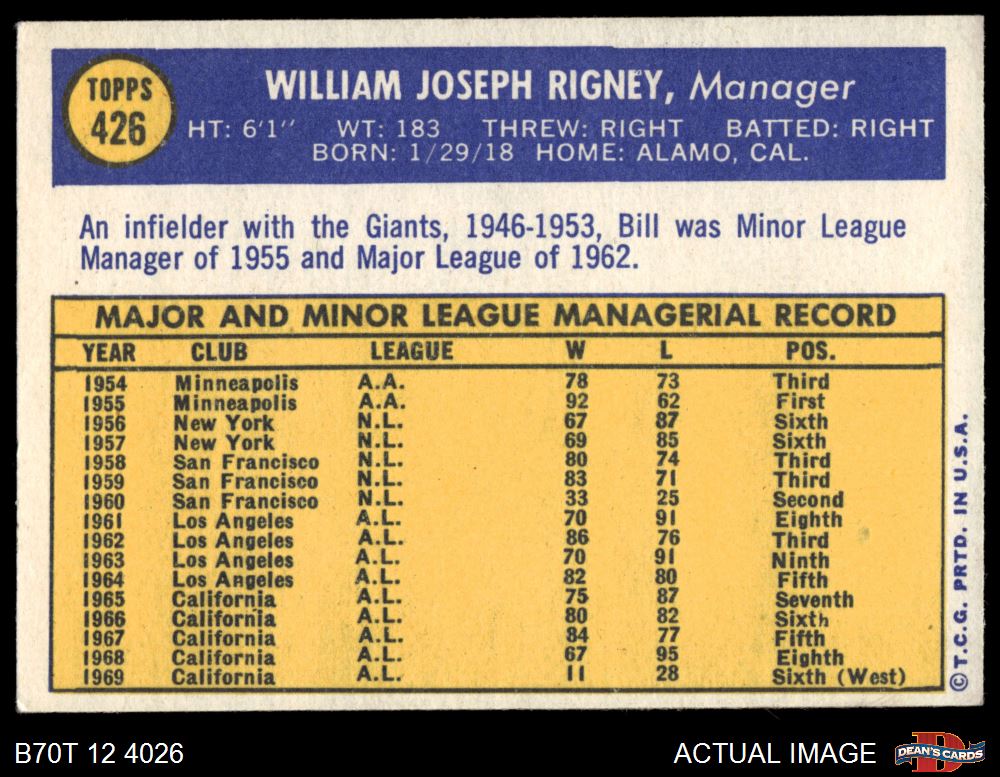 TOPPS
426
WILLIAM JOSEPH RIGNEY, Manager
HT: 6'1'' WT: 183 THREW: RIGHT BATTED: RIGHT
BORN: 1/29/18 HOME: ALAMO, CAL.
An infielder with the Giants, 1946-1953, Bill was Minor League
Manager of 1955 and Major League of 1962.
MAJOR AND MINOR LEAGUE MANAGERIAL RECORD
YEAR CLUB LEAGUE W L POS.
1954 Minneapolis A.A. 78 73 Third
1955 Minneapolis A.A. 92 62 First
1956 New York N.L. 67 87 Sixth
1957 New York N.L. 69 85 Sixth
1958 San Francisco N.L. 80 74 Third
1959 San Francisco N.L. 83 71 Third
1960 San Francisco N.L. 33 25 Second
1961 Los Angeles A.L. 70 91 Eighth
1962 Los Angeles A.L. 86 76 Third
1963 Los Angeles A.L. 70 91 Ninth
1964 Los Angeles A.L. 82 80 Fifth
1965 California A.L. 75 87 Seventh
1966 California A.L. 80 82 Sixth
1967 California A.L. 84 77 Fifth
1968 California A.L. 67 95 Eighth
1969 California A.L. 11 28 Sixth (West)
©T.C.G. PRTD. IN U.S.A.
B70T 12 4026
ACTUAL IMAGE
DEAN'S CARDS